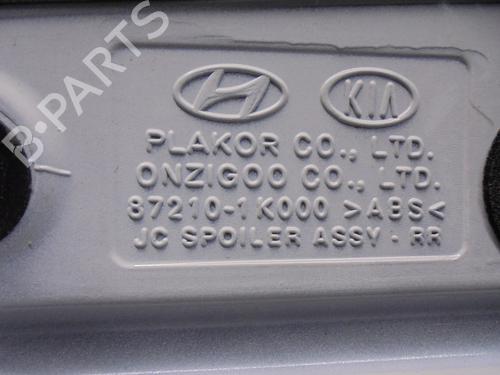 B-PARTS
KIA
PLAKOR CO., LTD.
ONZIGOO CO., LTD.
87210-1K000 >ABS<
JC SPOILER ASSY - RR